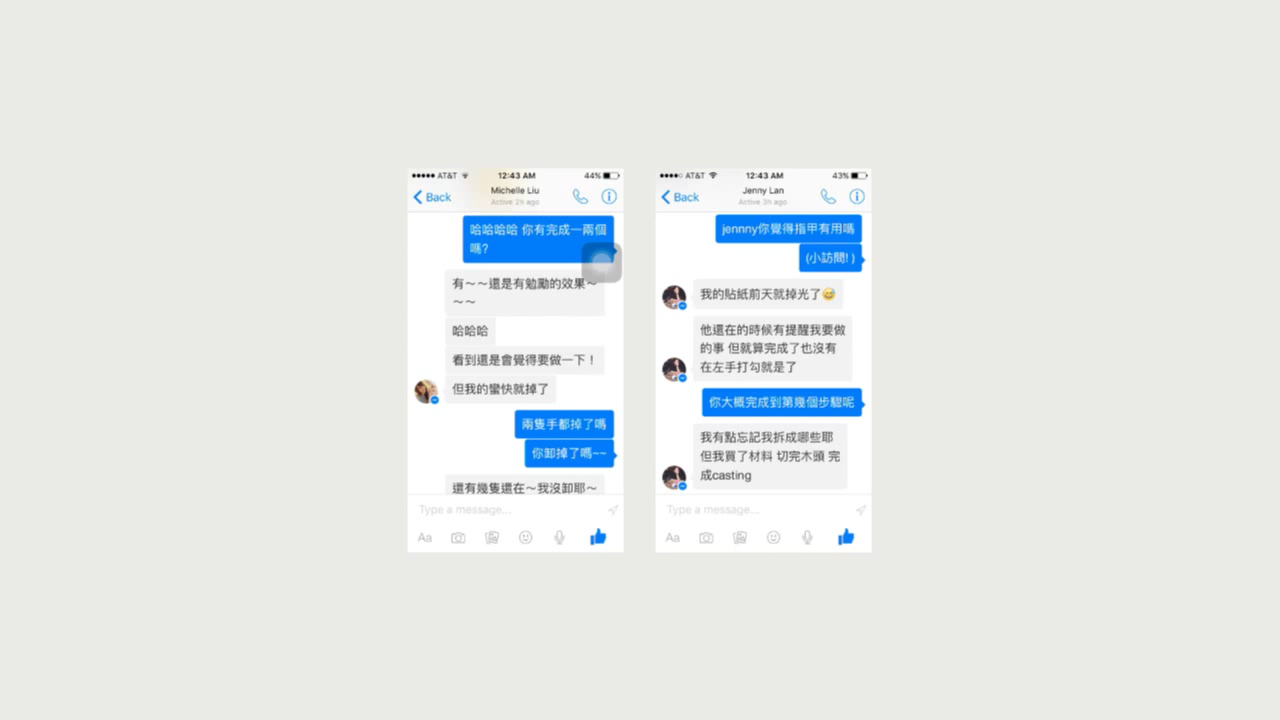 AT&T 12:43 AM 44%
Back Michelle Liu
Active 2h ago
哈哈哈哈 你有完成一兩個
嗎?
有～～還是有勉勵的效果～
～～
哈哈哈
看到還是會覺得要做一下！
但我的蠻快就掉了
兩隻手都掉了嗎
你卸掉了嗎~~
還有幾隻還在～我沒卸耶～
Type a message...
Aa
AT&T 12:43 AM 43%
Back Jenny Lan
Active 3h ago
jennny你覺得指甲有用嗎
(小訪問! )
我的貼紙前天就掉光了😅
他還在的時候有提醒我要做
的事 但就算完成了也沒有
在左手打勾就是了
你大概完成到第幾個步驟呢
我有點忘記我拆成哪些耶
但我買了材料 切完木頭 完
成casting
Type a message...
Aa